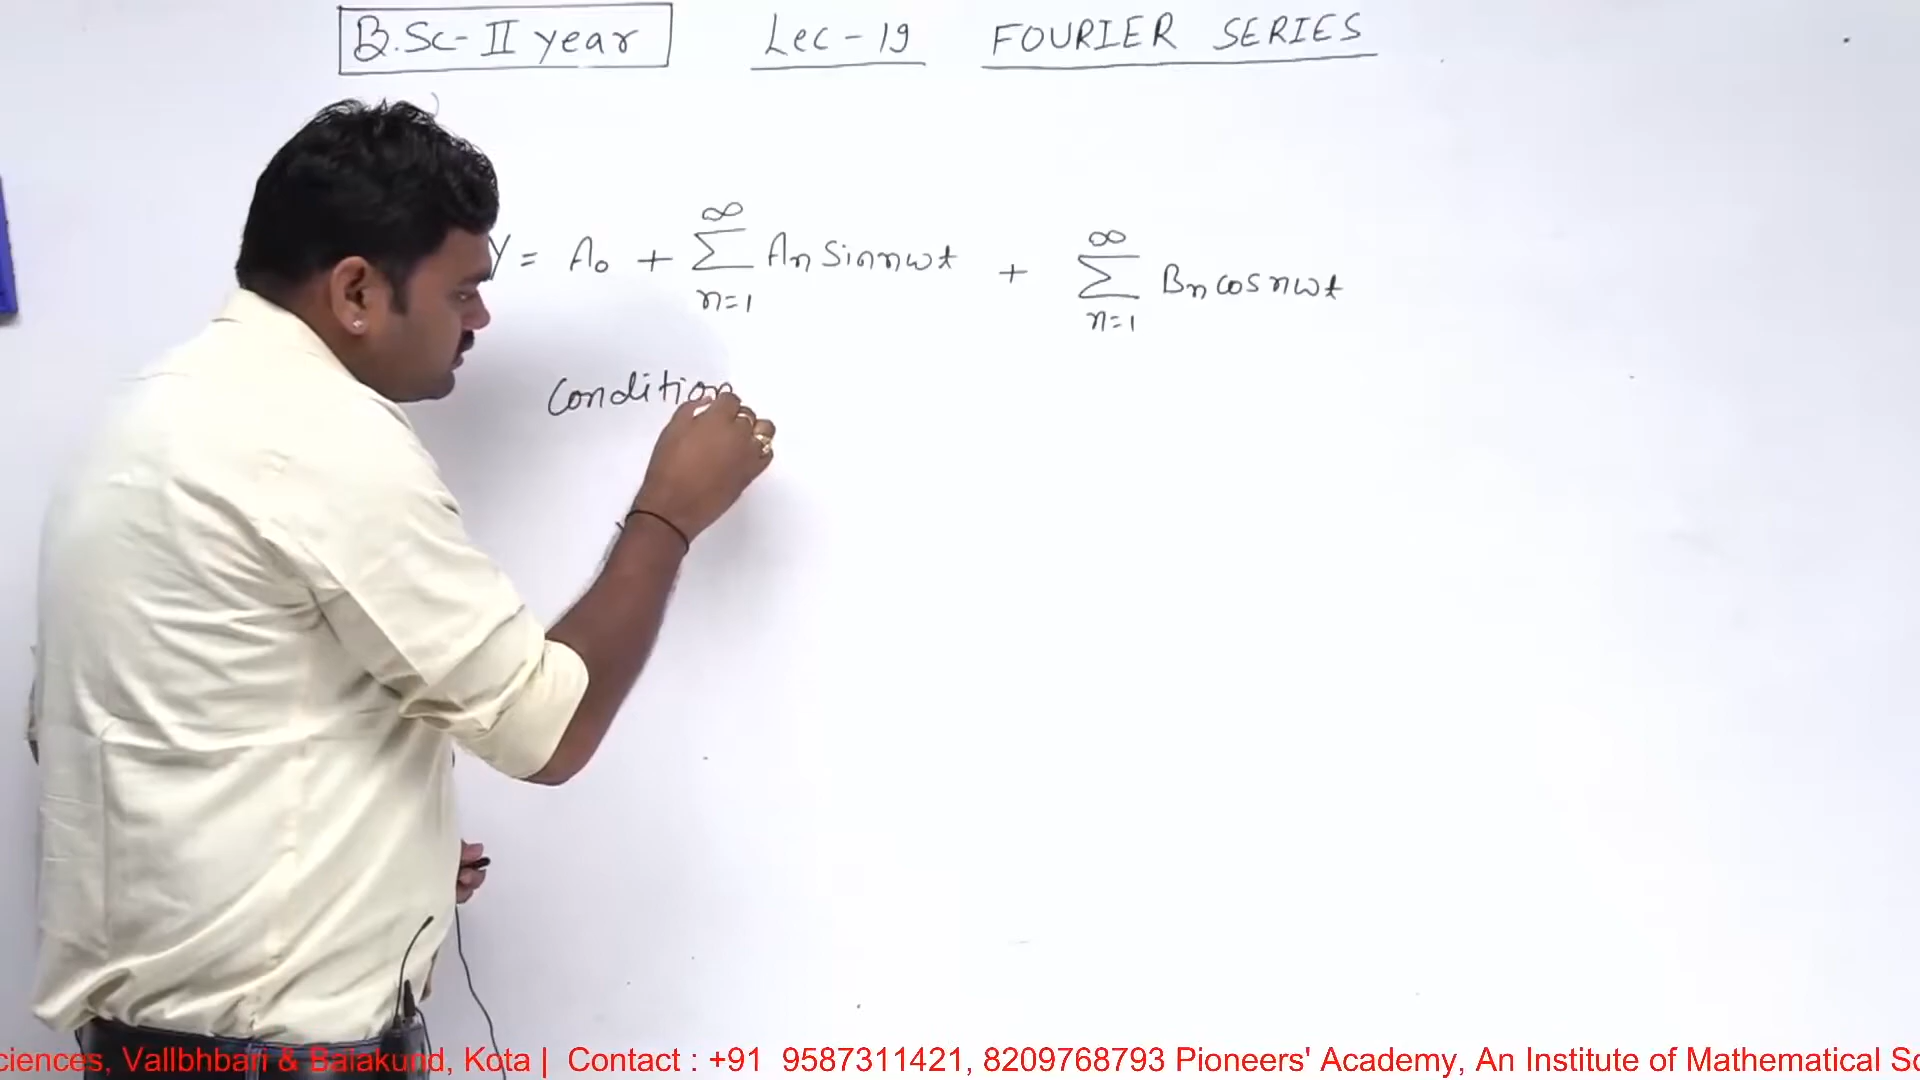 B.Sc - II year Lec - 19 FOURIER SERIES
Y = A₀ + ∑_{n=1}^{∞} Aₙ sin nωt + ∑_{n=1}^{∞} Bₙ cos nωt
Condition
ciences, Vallbhbari & Baiakund, Kota | Contact : +91 9587311421, 8209768793 Pioneers' Academy, An Institute of Mathematical Sc